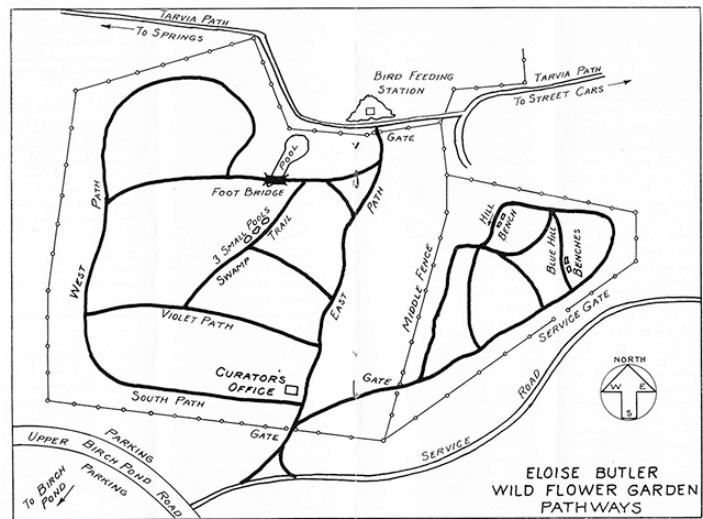 TARVIA PATH
TO SPRINGS
BIRD FEEDING
STATION
TARVIA PATH
TO STREET CARS
GATE
POOL
FOOT BRIDGE
PATH
WEST
3 SMALL POOLS
SWAMP
TRAIL
PATH
EAST
MIDDLE FENCE
HILL
BENCH
BLUE HILL
BENCHES
VIOLET PATH
SERVICE GATE
CURATOR'S
OFFICE
SOUTH PATH
GATE
GATE
SERVICE
ROAD
NORTH
W E
S
PARKING
UPPER BIRCH POND ROAD
PARKING
TO BIRCH
POND
ELOISE BUTLER
WILD FLOWER GARDEN
PATHWAYS